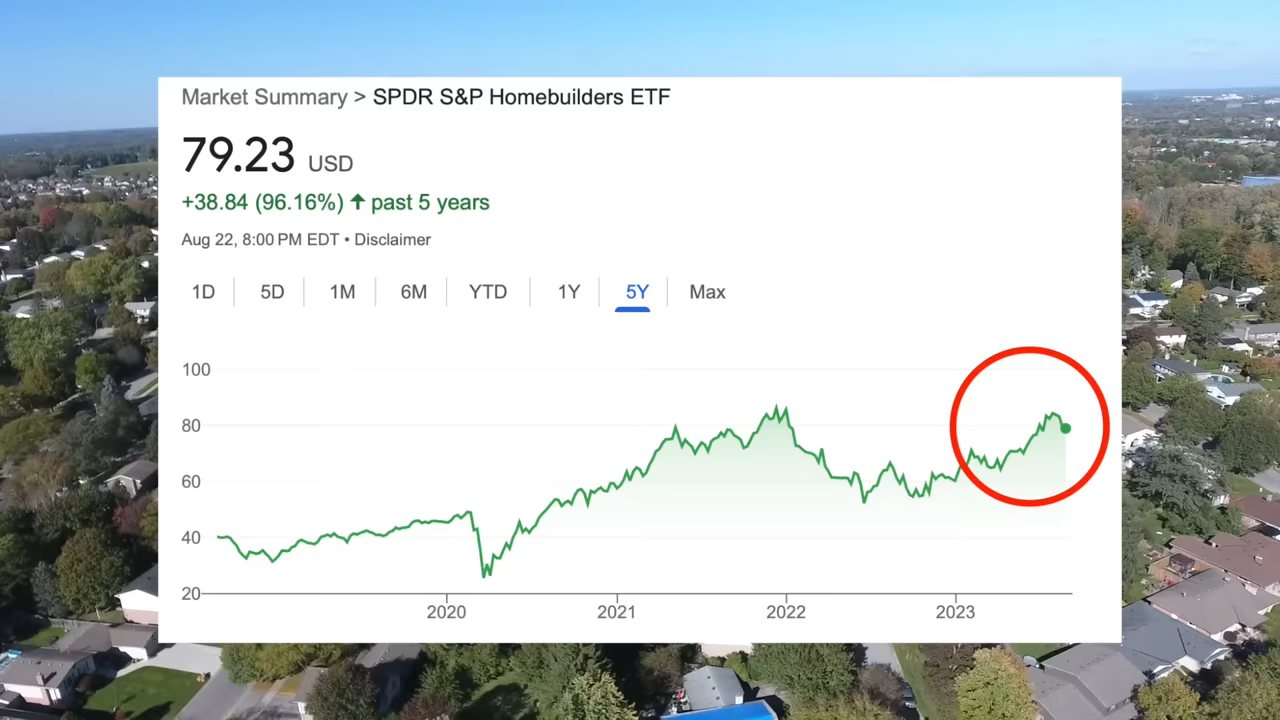 Market Summary > SPDR S&P Homebuilders ETF
79.23 USD
+38.84 (96.16%) ↑ past 5 years
Aug 22, 8:00 PM EDT • Disclaimer
1D 5D 1M 6M YTD 1Y 5Y Max
100
80
60
40
20
2020 2021 2022 2023